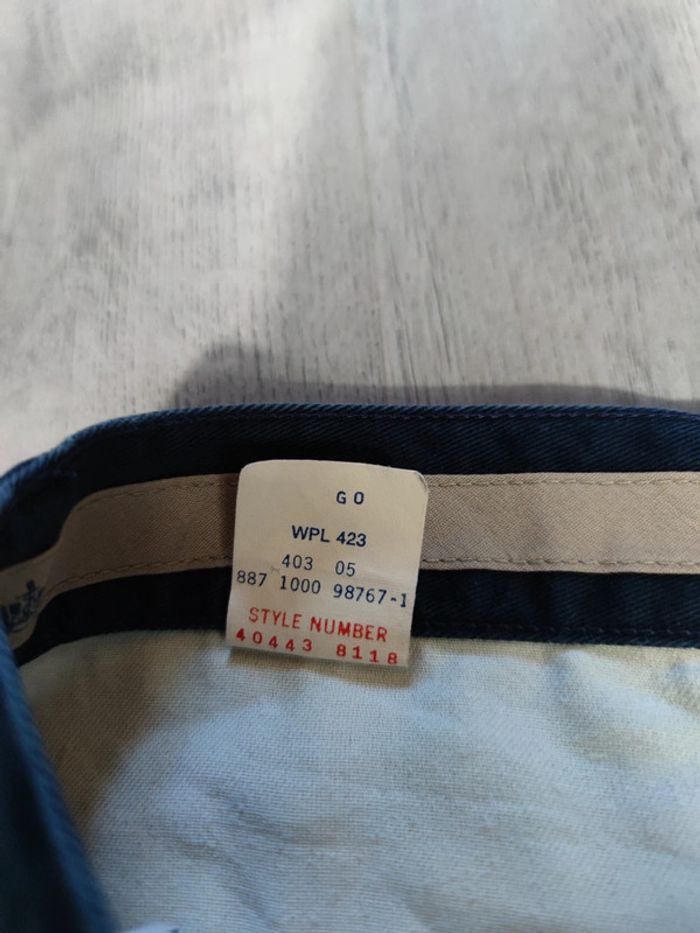 G O
WPL 423
403 05
887 1000 98767-1
STYLE NUMBER
40443 8118